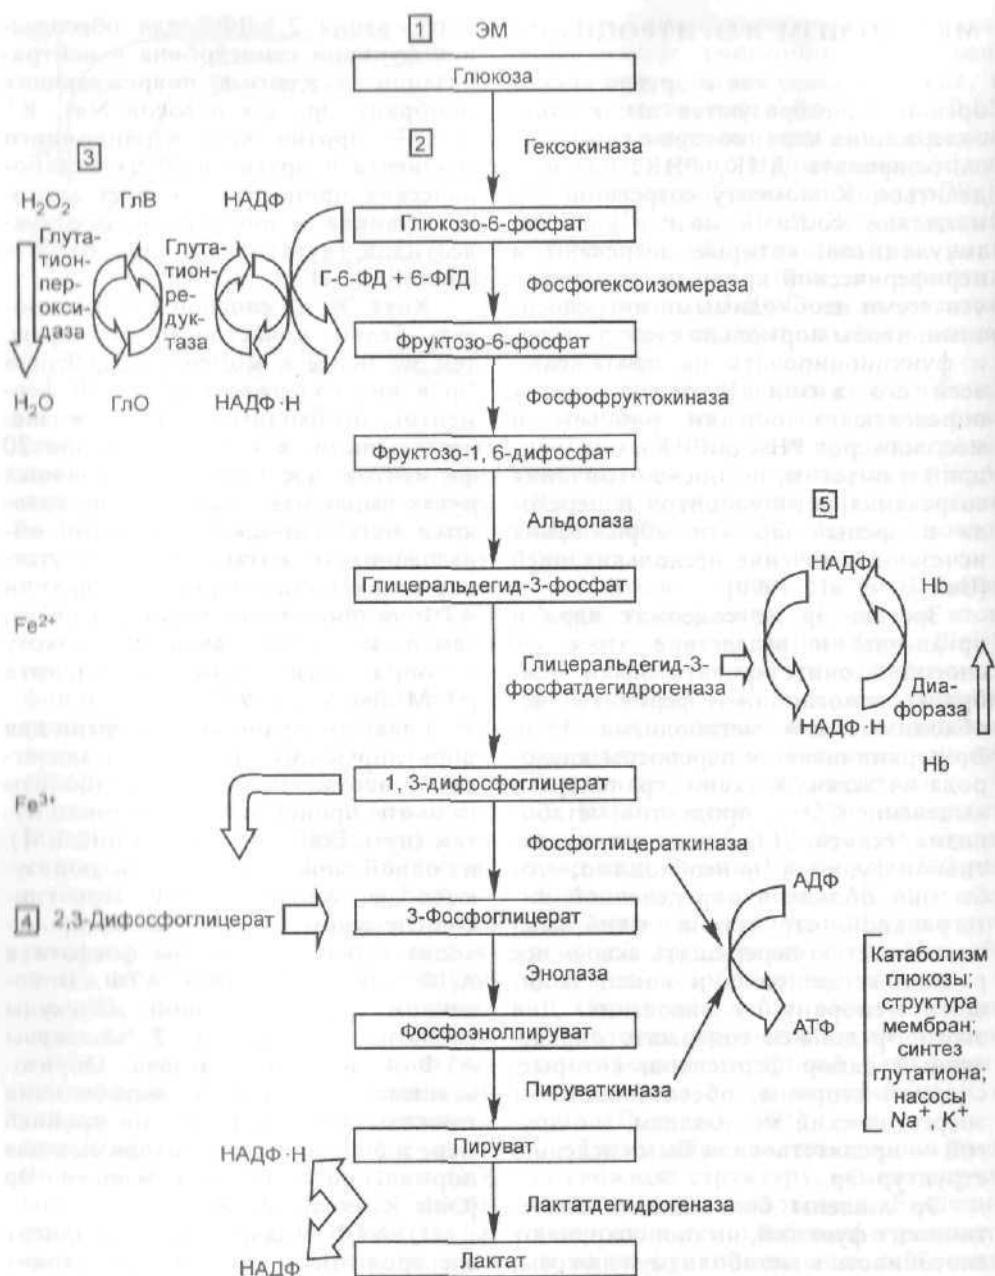 1 ЭМ
Глюкоза
2
Гексокиназа
3
H₂O₂ ГлВ НАДФ
Глута-
тион-
пер-
окси-
даза
Глута-
тион-
ре-
дук-
таза
H₂O ГлО НАДФ·Н
Глюкозо-6-фосфат
Г-6-ФД + 6-ФГД
Фосфогексоизомераза
Фруктозо-6-фосфат
Фосфофруктокиназа
Фруктозо-1, 6-дифосфат
Альдолаза
Глицеральдегид-3-фосфат
5
НАДФ
Hb
Fe²⁺
Глицеральдегид-3-
фосфатдегидрогеназа
Диа-
фораза
НАДФ·Н
Hb
1, 3-дифосфоглицерат
Fe³⁺
Фосфоглицераткиназа
4 2,3-Дифосфоглицерат
3-Фосфоглицерат
АДФ
АТФ
Энолаза
Фосфоэнолпируват
Пируваткиназа
Катаболизм
глюкозы;
структура
мембран;
синтез
глутатиона;
насосы
Na⁺, K⁺
Пируват
НАДФ·Н
Лактатдегидрогеназа
НАДФ
Лактат